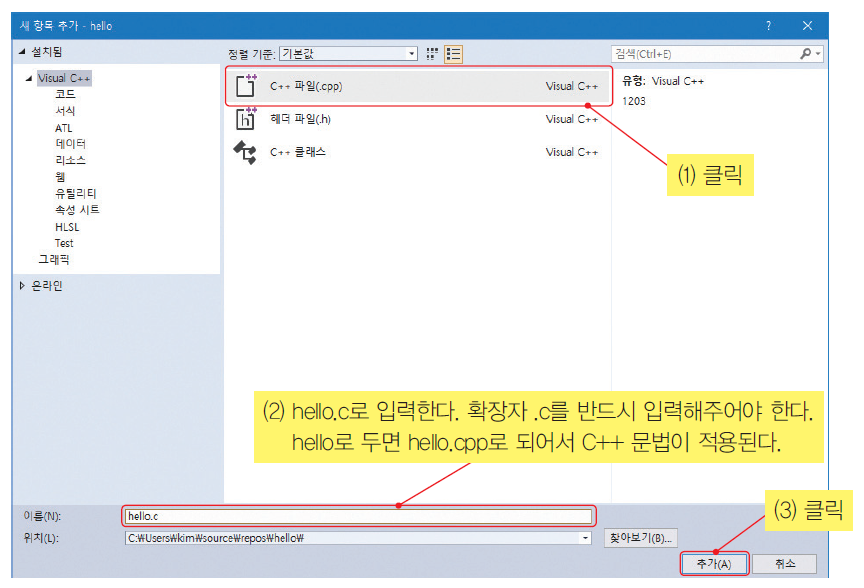 새 항목 추가 - hello
? ×
설치됨
정렬 기준: 기본값
검색(Ctrl+E)
Visual C++
코드
서식
ATL
데이터
리소스
웹
유틸리티
속성 시트
HLSL
Test
그래픽
온라인
C++ 파일(.cpp) Visual C++
헤더 파일(.h) Visual C++
C++ 클래스 Visual C++
유형: Visual C++
1203
(1) 클릭
(2) hello.c로 입력한다. 확장자 .c를 반드시 입력해주어야 한다.
hello로 두면 hello.cpp로 되어서 C++ 문법이 적용된다.
이름(N): hello.c
(3) 클릭
위치(L): C:₩Users₩kim₩source₩repos₩hello₩ 찾아보기(B)...
추가(A) 취소